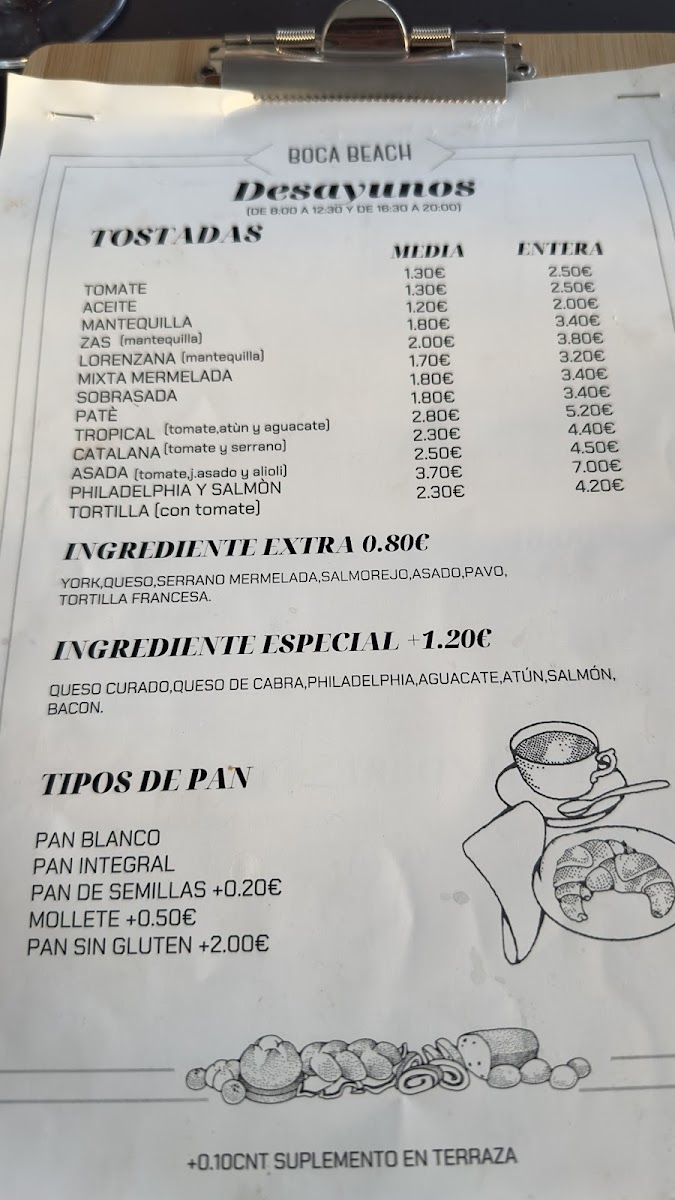 BOCA BEACH
Desayunos
(DE 8:00 A 12:30 Y DE 16:30 A 20:00)
TOSTADAS
MEDIA ENTERA
TOMATE 1.30€ 2.50€
ACEITE 1.30€ 2.50€
MANTEQUILLA 1.20€ 2.00€
ZAS (mantequilla) 1.80€ 3.40€
LORENZANA (mantequilla) 2.00€ 3.80€
MIXTA MERMELADA 1.70€ 3.20€
SOBRASADA 1.80€ 3.40€
PATÈ 1.80€ 3.40€
TROPICAL (tomate,atùn y aguacate) 2.80€ 5.20€
CATALANA (tomate y serrano) 2.30€ 4.40€
ASADA (tomate,j.asado y alioli) 2.50€ 4.50€
PHILADELPHIA Y SALMÒN 3.70€ 7.00€
TORTILLA (con tomate) 2.30€ 4.20€
INGREDIENTE EXTRA 0.80€
YORK,QUESO,SERRANO MERMELADA,SALMOREJO,ASADO,PAVO,
TORTILLA FRANCESA.
INGREDIENTE ESPECIAL +1.20€
QUESO CURADO,QUESO DE CABRA,PHILADELPHIA,AGUACATE,ATÚN,SALMÓN,
BACON.
TIPOS DE PAN
PAN BLANCO
PAN INTEGRAL
PAN DE SEMILLAS +0.20€
MOLLETE +0.50€
PAN SIN GLUTEN +2.00€
+0.10CNT SUPLEMENTO EN TERRAZA